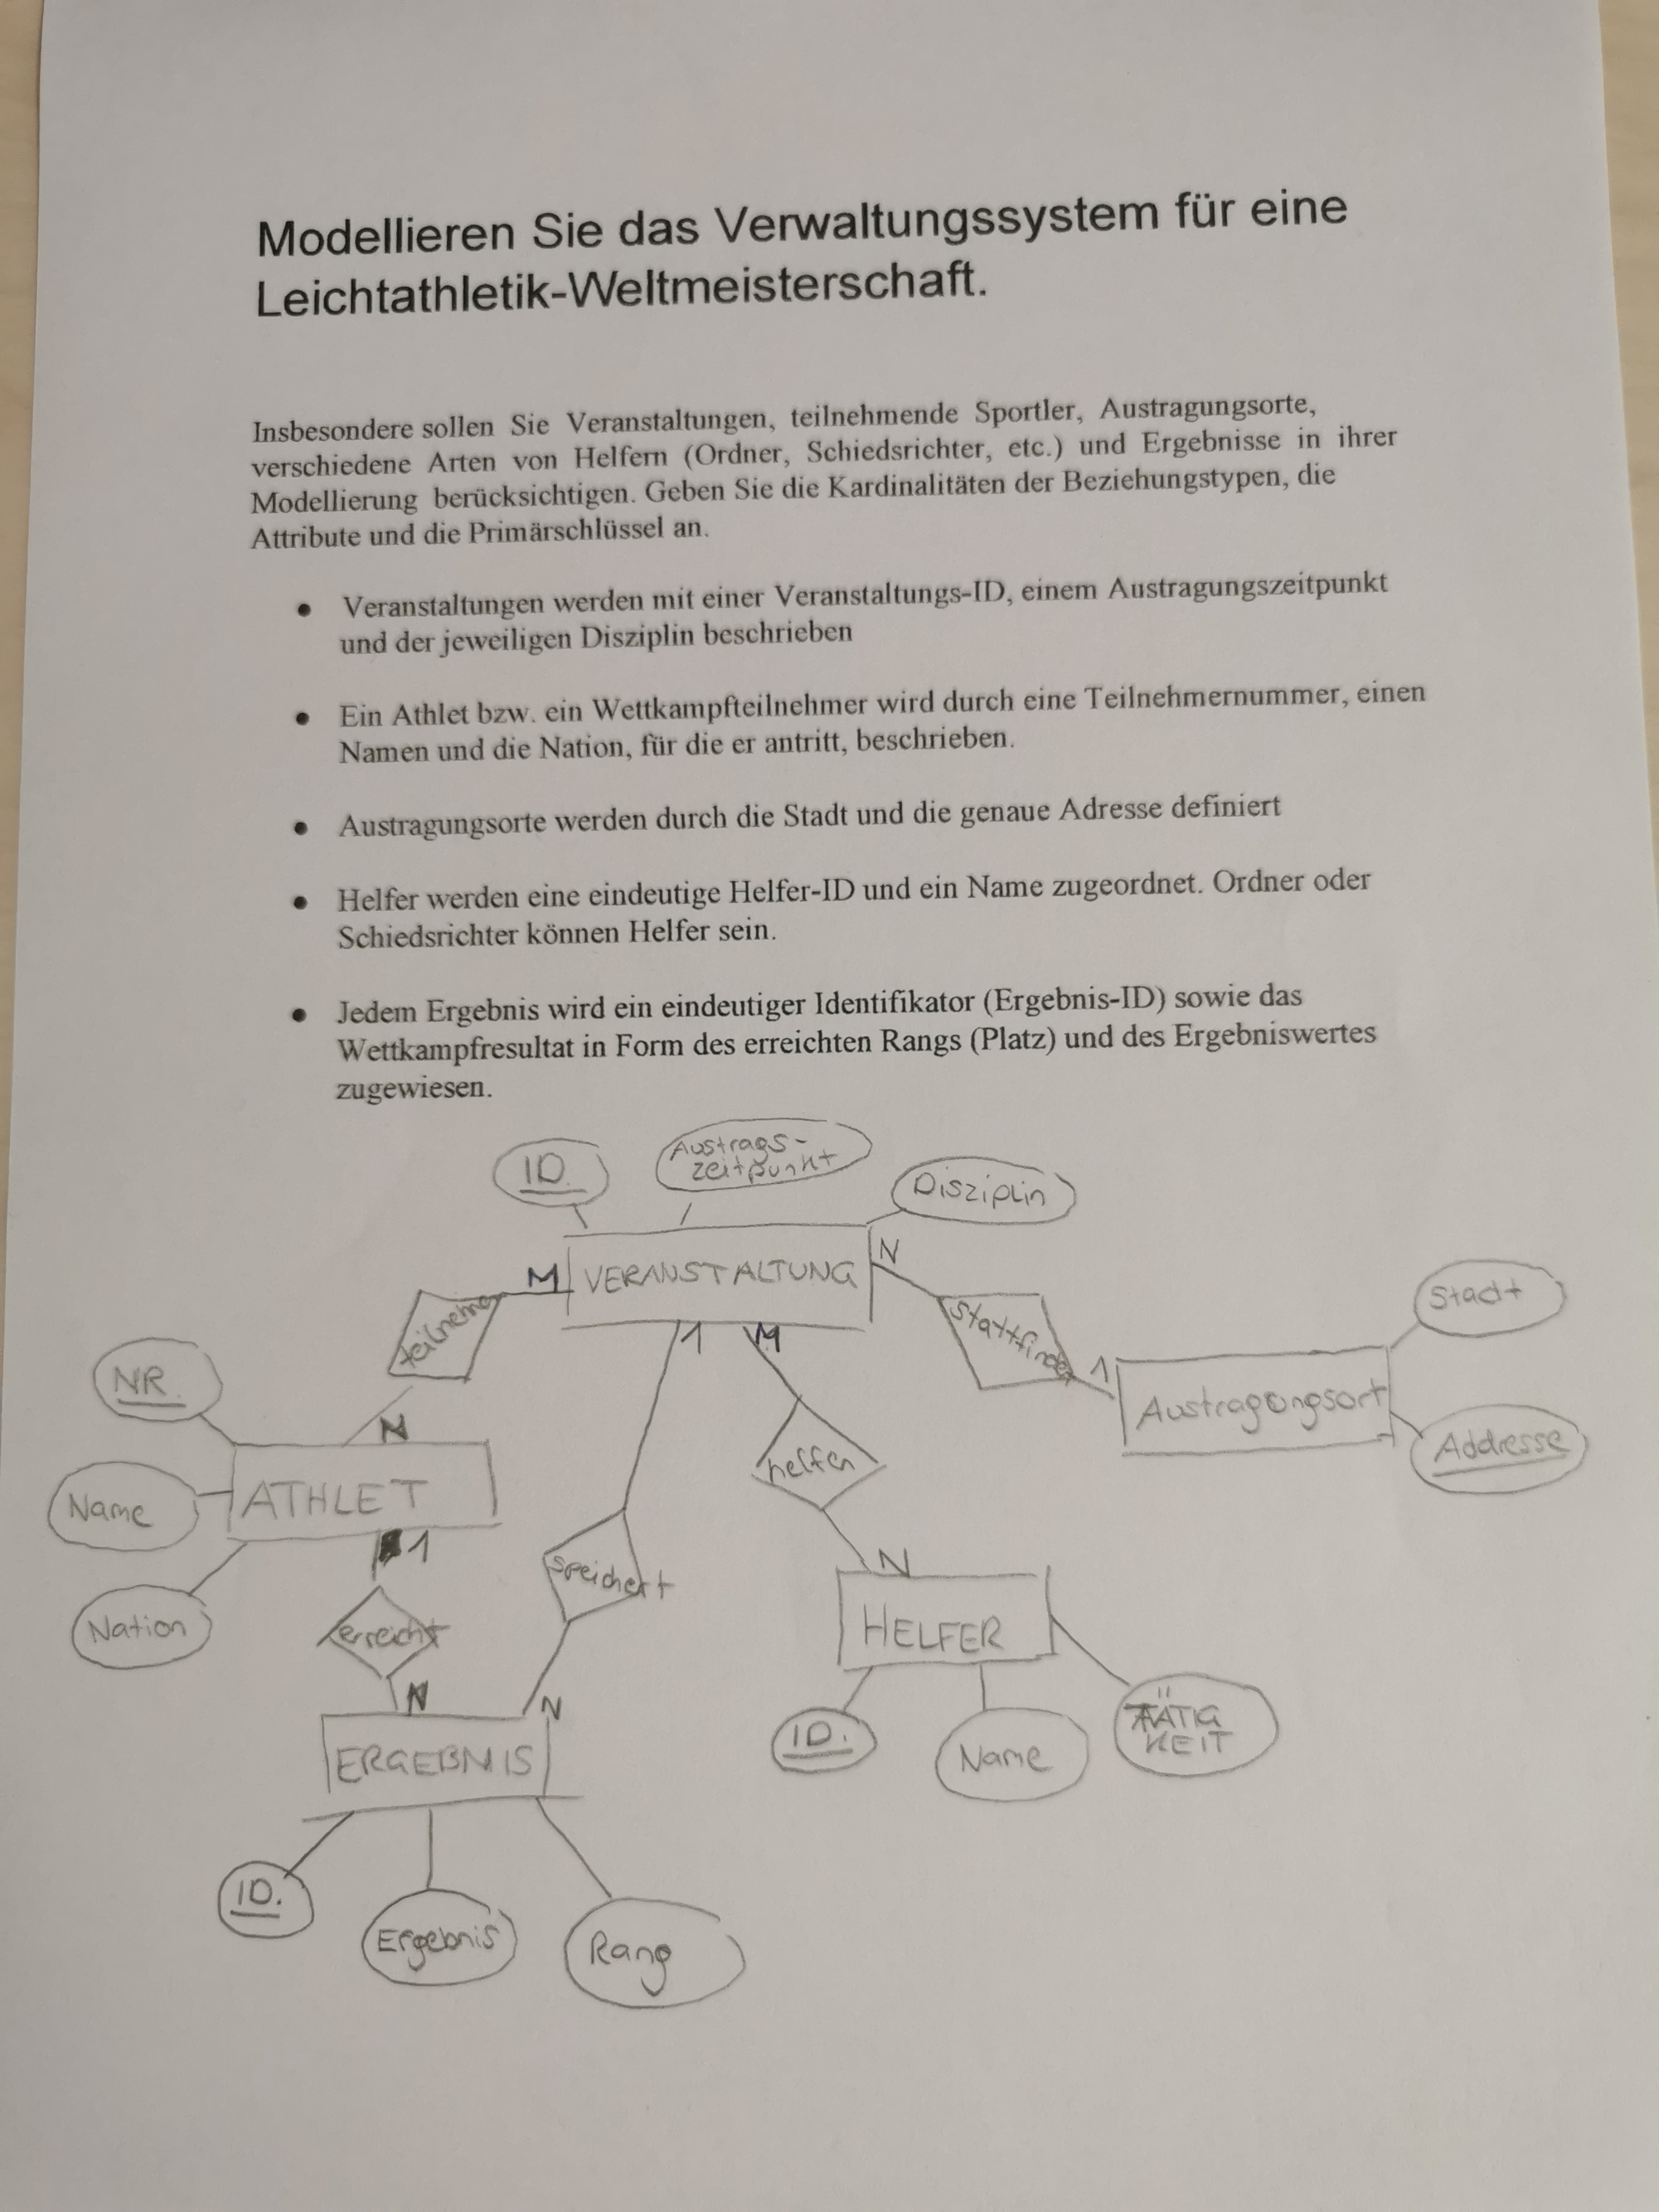 Modellieren Sie das Verwaltungssystem für eine
Leichtathletik-Weltmeisterschaft.
Insbesondere sollen Sie Veranstaltungen, teilnehmende Sportler, Austragungsorte,
verschiedene Arten von Helfern (Ordner, Schiedsrichter, etc.) und Ergebnisse in ihrer
Modellierung berücksichtigen. Geben Sie die Kardinalitäten der Beziehungstypen, die
Attribute und die Primärschlüssel an.
• Veranstaltungen werden mit einer Veranstaltungs-ID, einem Austragungszeitpunkt
und der jeweiligen Disziplin beschrieben
• Ein Athlet bzw. ein Wettkampfteilnehmer wird durch eine Teilnehmernummer, einen
Namen und die Nation, für die er antritt, beschrieben.
• Austragungsorte werden durch die Stadt und die genaue Adresse definiert
• Helfer werden eine eindeutige Helfer-ID und ein Name zugeordnet. Ordner oder
Schiedsrichter können Helfer sein.
• Jedem Ergebnis wird ein eindeutiger Identifikator (Ergebnis-ID) sowie das
Wettkampfresultat in Form des erreichten Rangs (Platz) und des Ergebniswertes
zugewiesen.
ID.
Austrags-
zeitpunkt
Disziplin
M
VERANSTALTUNG
N
Stadt
stattfinden
1
M
1
Austragungsort
Addresse
NR.
N
helfen
Name
ATHLET
1
speichert
N
Nation
erreicht
HELFER
N
N
ID.
Name
TÄTIG
KEIT
ERGEBNIS
ID.
Ergebnis
Rang